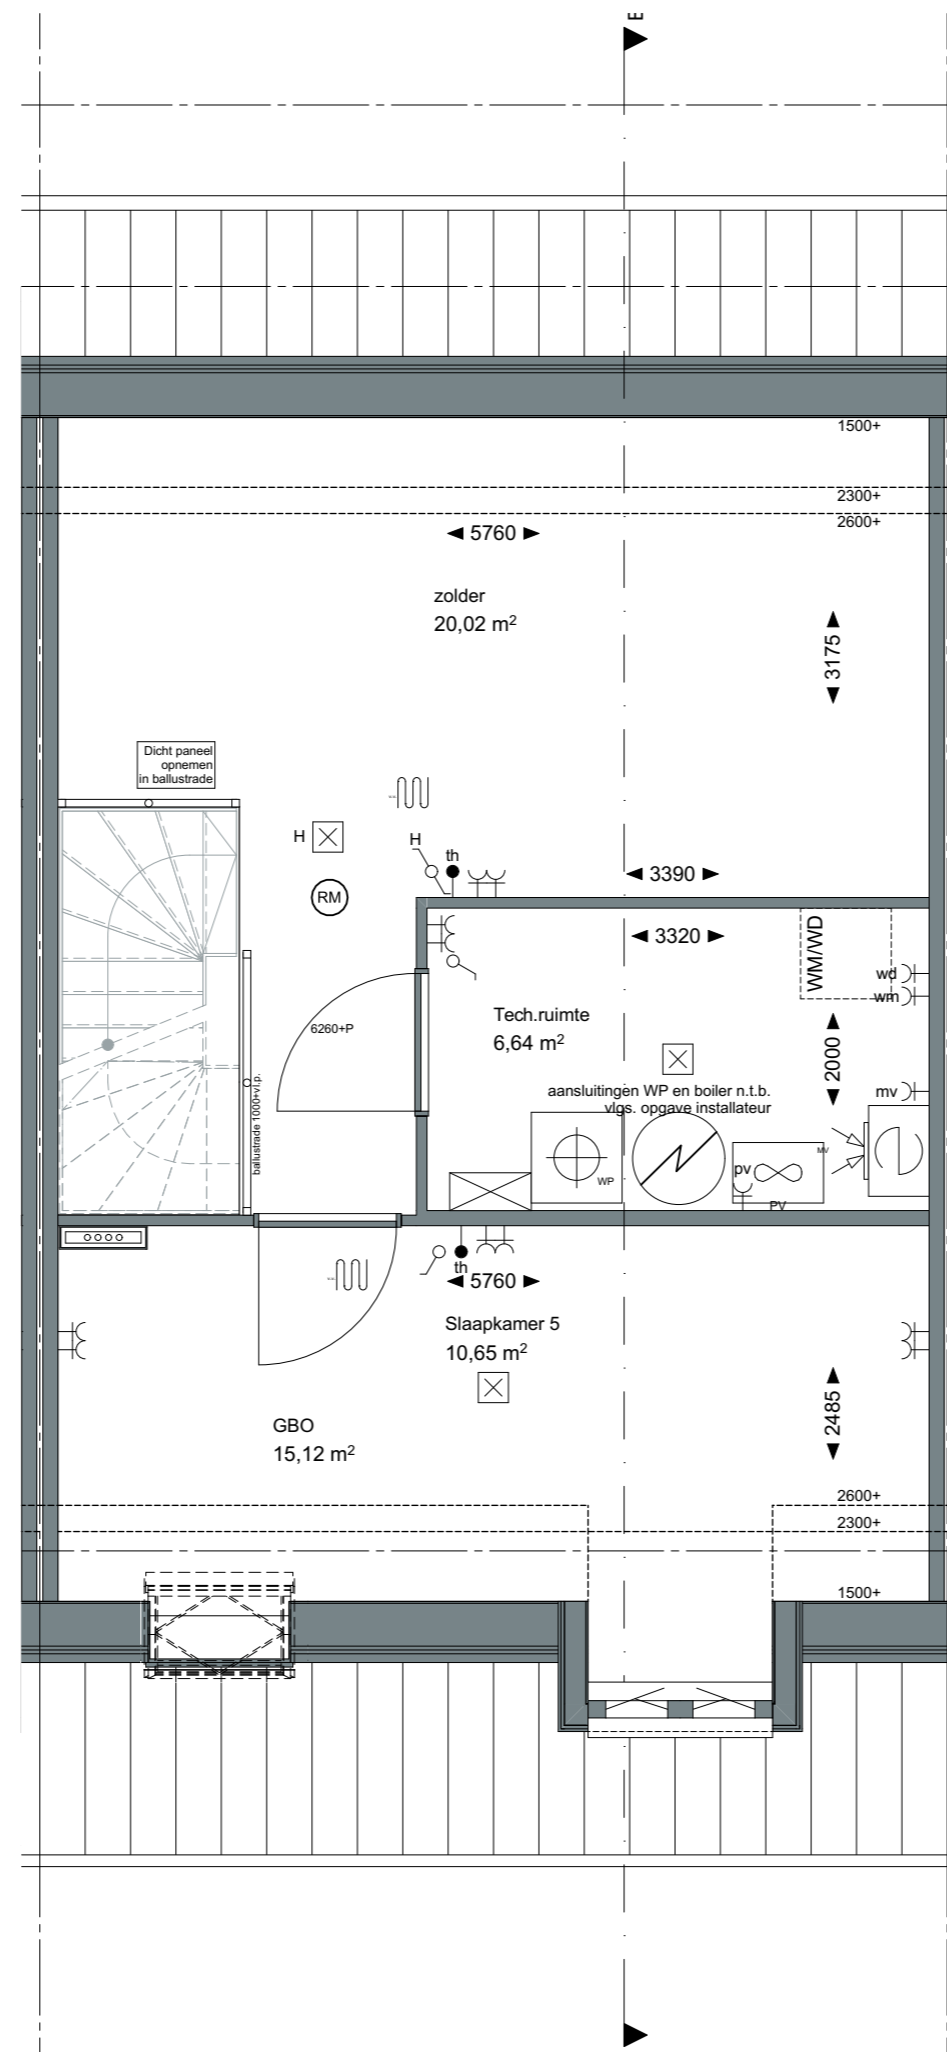 1500+
2300+
2600+
5760
zolder
20,02 m²
3175
Dicht paneel
opnemen
in ballustrade
H
H
th
RM
3390
3320
WM/WD
wd
wm
Tech.ruimte
6,64 m²
6260+P
2000
mv
aansluitingen WP en boiler n.t.b.
vlgs. opgave installateur
ballustrade 1000+vl.p.
WP
pv
MV
PV
th
5760
Slaapkamer 5
10,65 m²
2485
GBO
15,12 m²
2600+
2300+
1500+